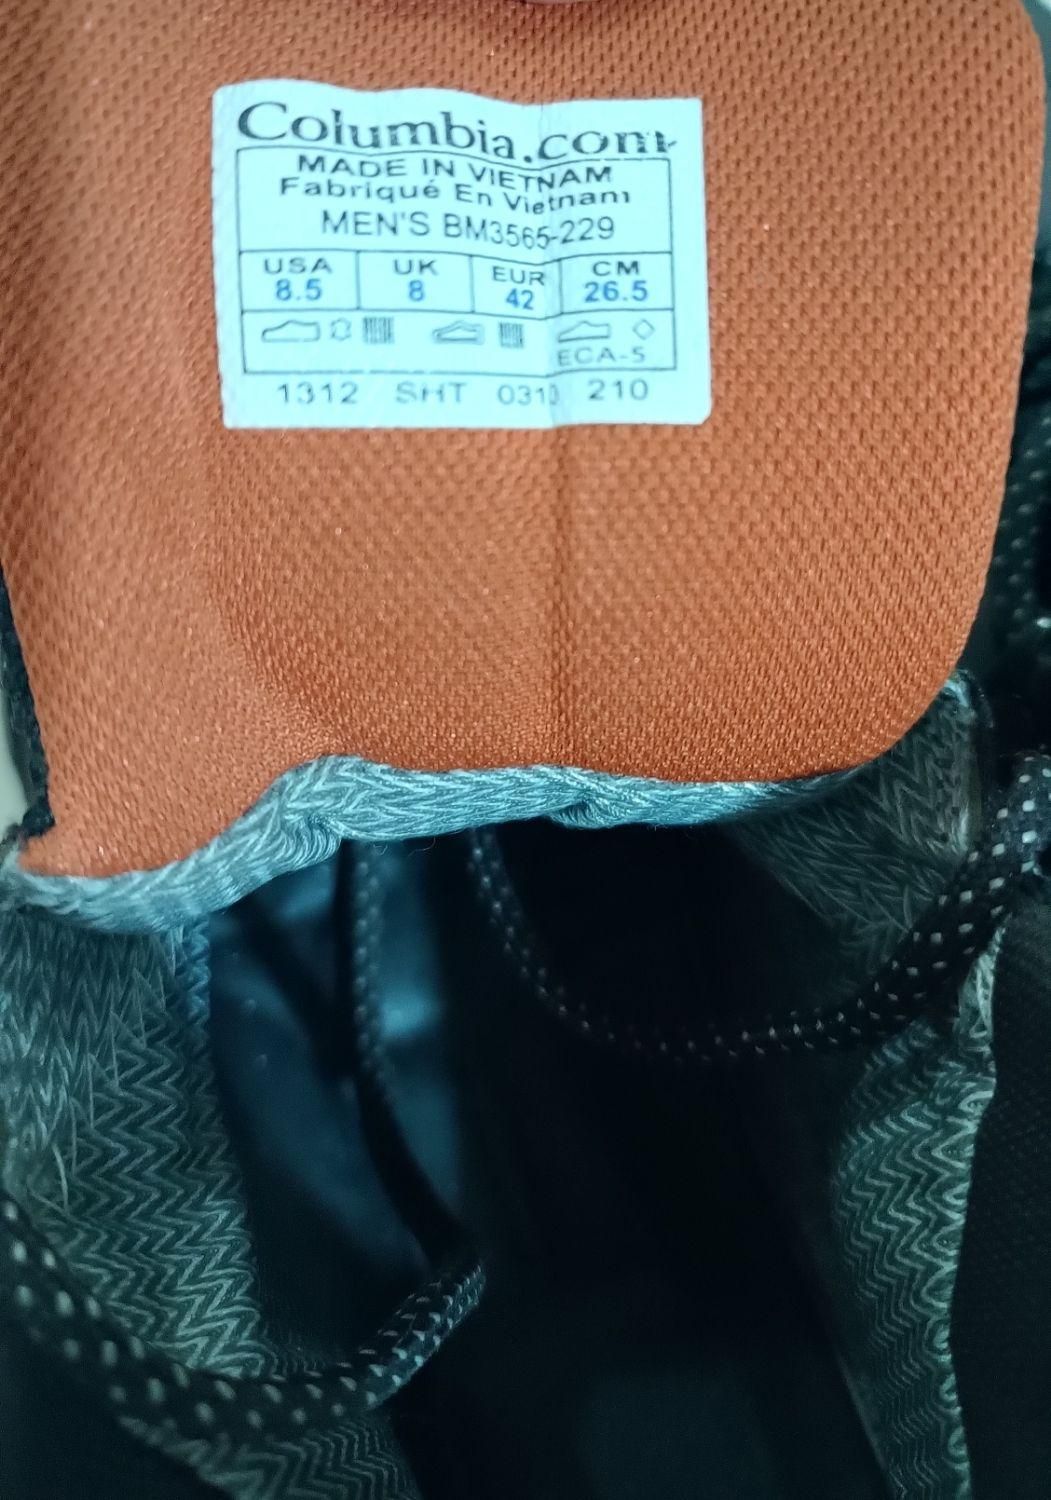 Columbia.com
MADE IN VIETNAM
Fabriqué En Vietnam
MEN'S BM3565-229
USA UK EUR CM
8.5 8 42 26.5
ECA-5
1312 SHT 0310 210